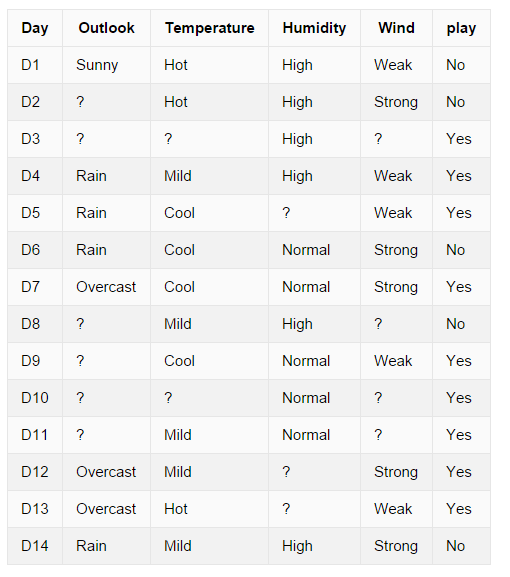 Day Outlook Temperature Humidity Wind play
D1 Sunny Hot High Weak No
D2 ? Hot High Strong No
D3 ? ? High ? Yes
D4 Rain Mild High Weak Yes
D5 Rain Cool ? Weak Yes
D6 Rain Cool Normal Strong No
D7 Overcast Cool Normal Strong Yes
D8 ? Mild High ? No
D9 ? Cool Normal Weak Yes
D10 ? ? Normal ? Yes
D11 ? Mild Normal ? Yes
D12 Overcast Mild ? Strong Yes
D13 Overcast Hot ? Weak Yes
D14 Rain Mild High Strong No